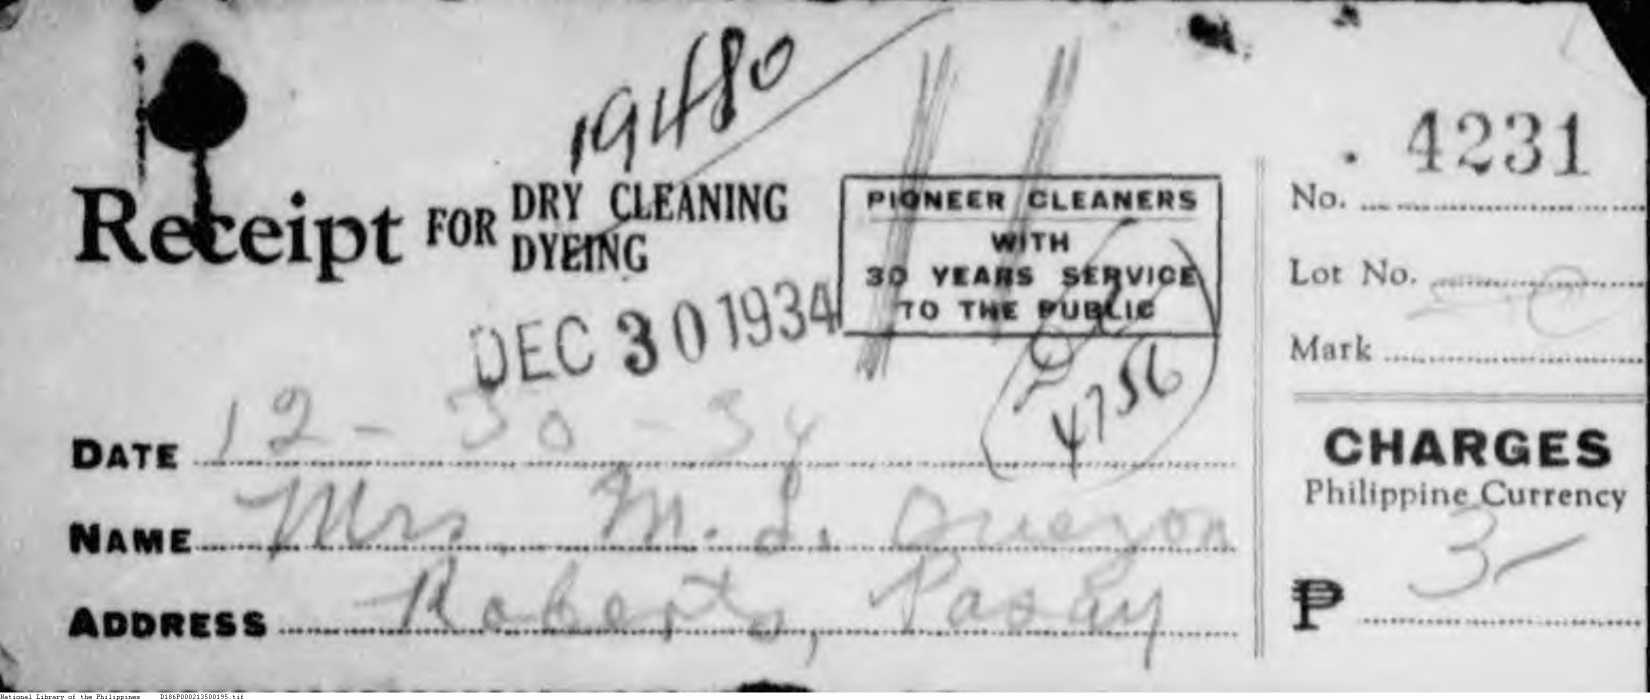 19480
Receipt FOR DRY CLEANING
DYEING
PIONEER CLEANERS
WITH
30 YEARS SERVICE
TO THE PUBLIC
DEC 30 1934
4756
DATE 12-30-34
NAME Mrs. M. L. Quezon
ADDRESS Roberts, Pasay
4231
No.
Lot No.
Mark
CHARGES
Philippine Currency
₱ 3-
National Library of the Philippines D186P000213500195.tif